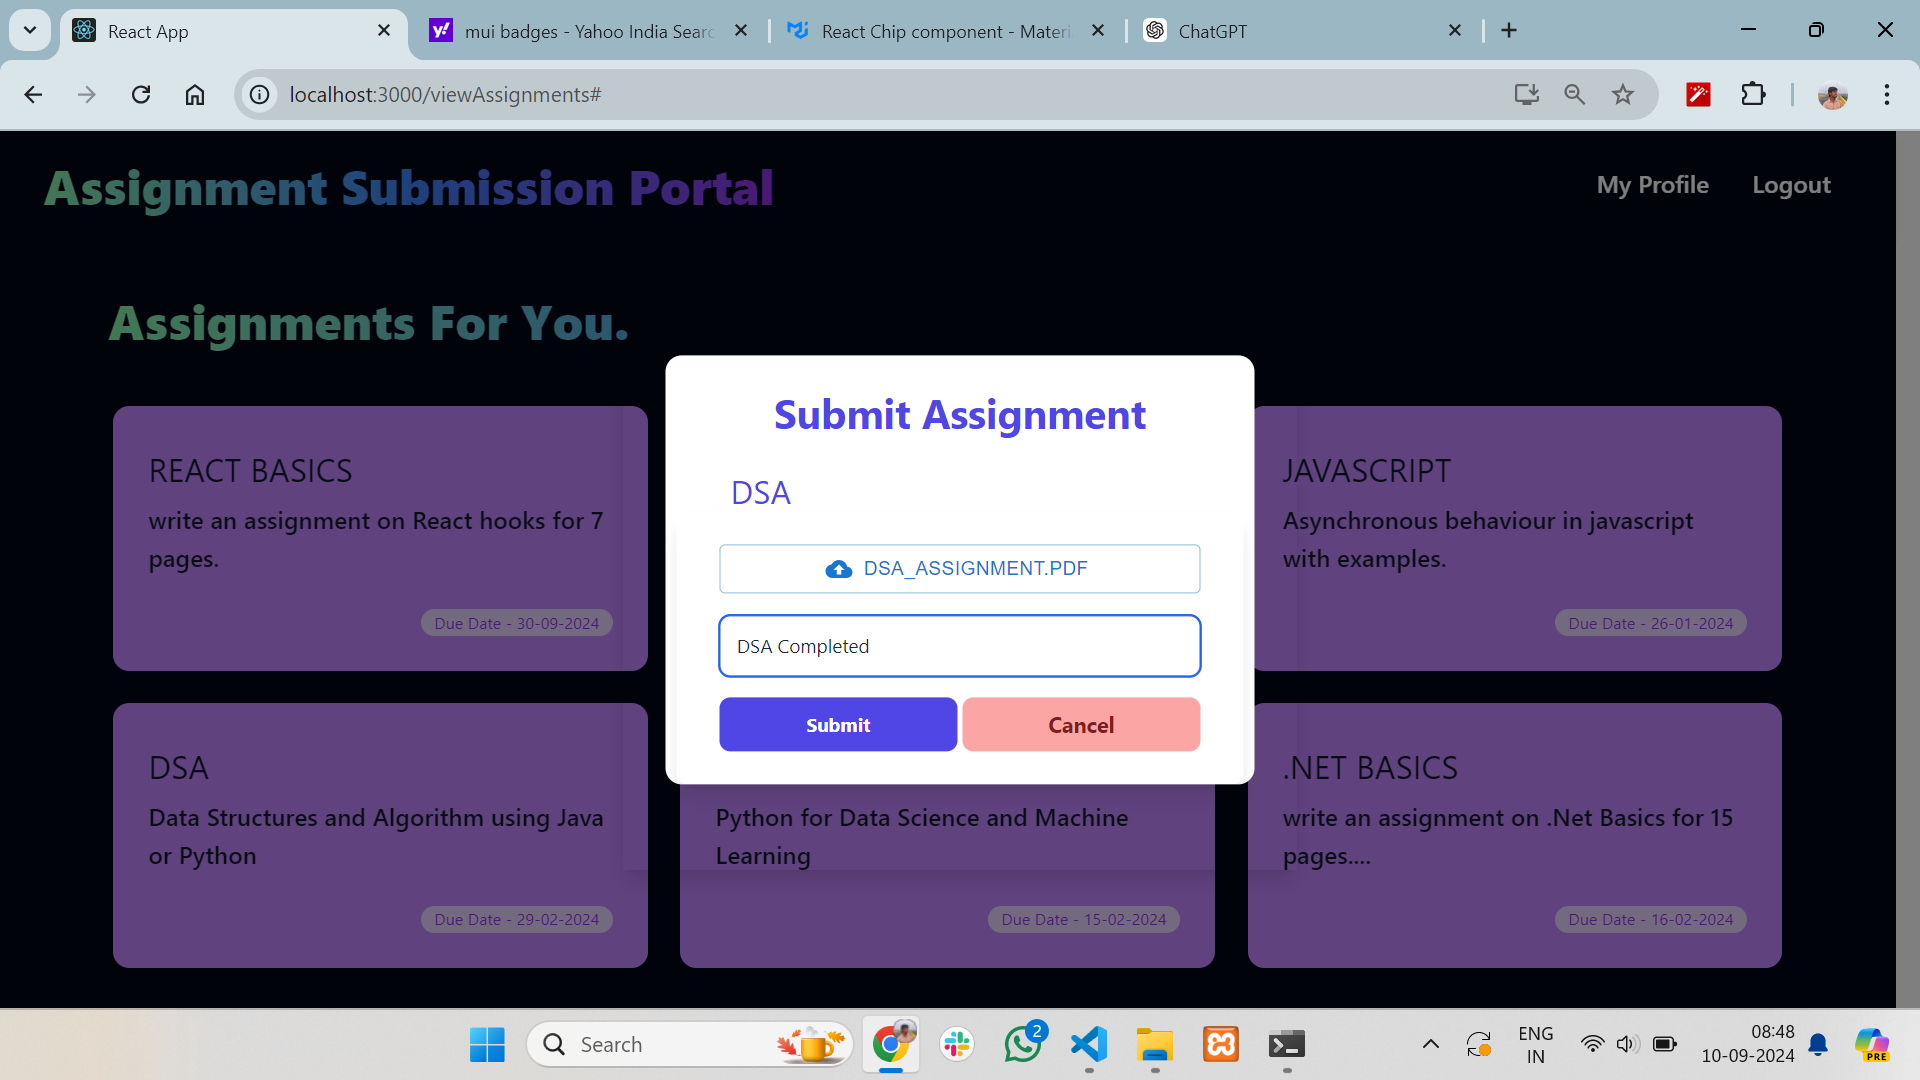 React App
mui badges - Yahoo India Searc
React Chip component - Materi
ChatGPT
localhost:3000/viewAssignments#
Assignment Submission Portal
My Profile
Logout
Assignments For You.
REACT BASICS
write an assignment on React hooks for 7
pages.
Due Date - 30-09-2024
Submit Assignment
DSA
DSA_ASSIGNMENT.PDF
DSA Completed
Submit
Cancel
JAVASCRIPT
Asynchronous behaviour in javascript
with examples.
Due Date - 26-01-2024
DSA
Data Structures and Algorithm using Java
or Python
Due Date - 29-02-2024
Python for Data Science and Machine
Learning
Due Date - 15-02-2024
.NET BASICS
write an assignment on .Net Basics for 15
pages....
Due Date - 16-02-2024
Search
2
ENG
IN
08:48
10-09-2024
PRE